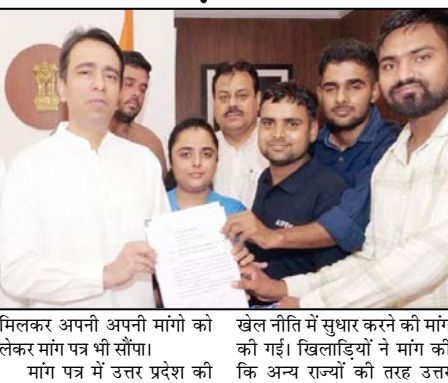 मिलकर अपनी अपनी मांगो को
लेकर मांग पत्र भी सौंपा।
मांग पत्र में उत्तर प्रदेश की
खेल नीति में सुधार करने की मांग
की गई। खिलाड़ियों ने मांग की
कि अन्य राज्यों की तरह उत्तर